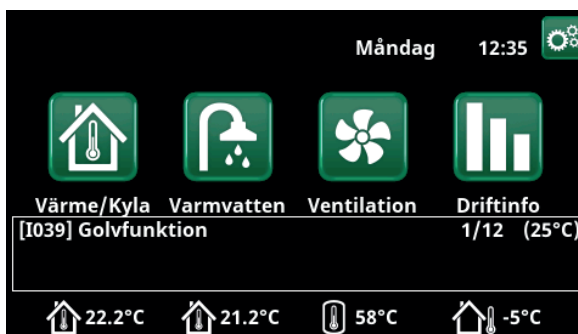 Måndag 12:35
Värme/Kyla Varmvatten Ventilation Driftinfo
[I039] Golvfunktion 1/12 (25°C)
22.2°C 21.2°C 58°C -5°C